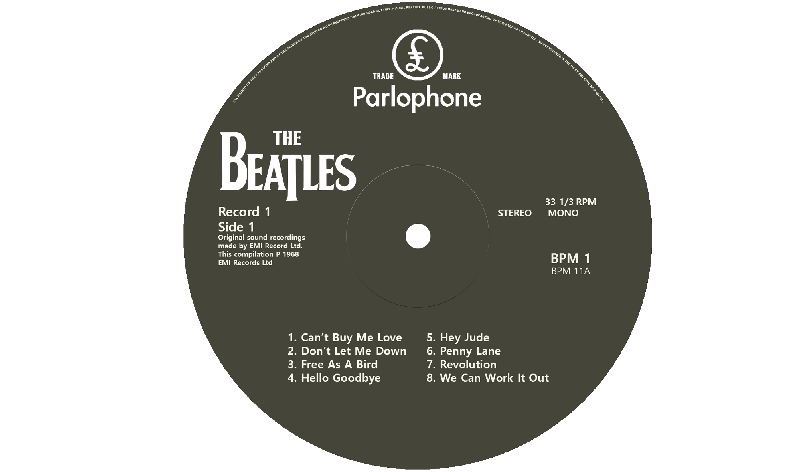 £
TRADE MARK
Parlophone
THE
BEATLES
Record 1
Side 1
Original sound recordings
made by EMI Record Ltd.
This compilation P 1968
EMI Records Ltd
33 1/3 RPM
STEREO MONO
BPM 1
BPM 11A
1. Can't Buy Me Love
2. Don't Let Me Down
3. Free As A Bird
4. Hello Goodbye
5. Hey Jude
6. Penny Lane
7. Revolution
8. We Can Work It Out